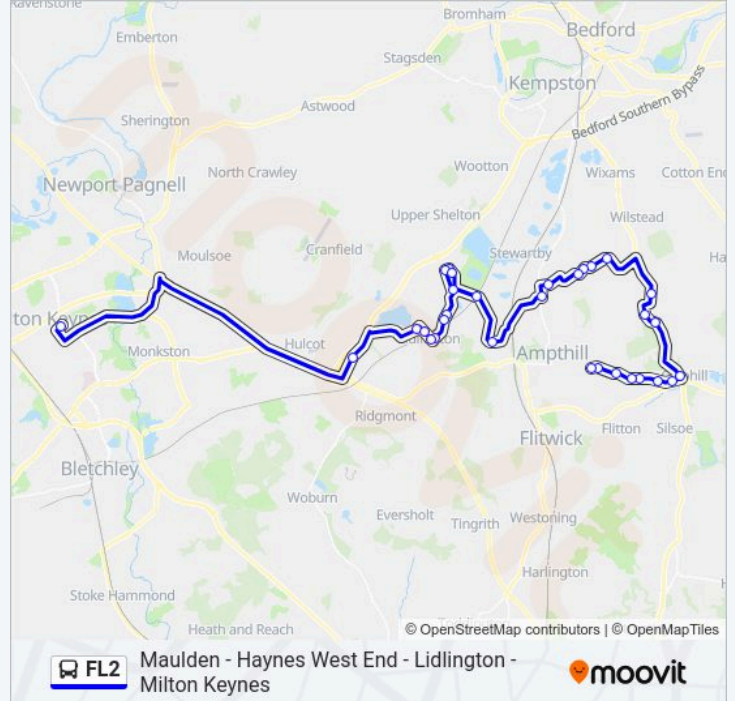 Ravenstone
Bromham
Bedford
Emberton
Stagsden
Kempston
Bedford Southern Bypass
Astwood
Sherington
North Crawley
Wootton
Wixams
Cotton End
Newport Pagnell
Upper Shelton
Wilstead
Moulsoe
Cranfield
Stewartby
Ha
ton Keyn
Monkston
Hulcot
Ampthill
hill
Ridgmont
Flitton
Silsoe
Flitwick
Bletchley
Woburn
Eversholt
Tingrith
Westoning
Harlington
Stoke Hammond
Heath and Reach
© OpenStreetMap contributors | © OpenMapTiles
FL2
Maulden - Haynes West End - Lidlington -
Milton Keynes
moovit